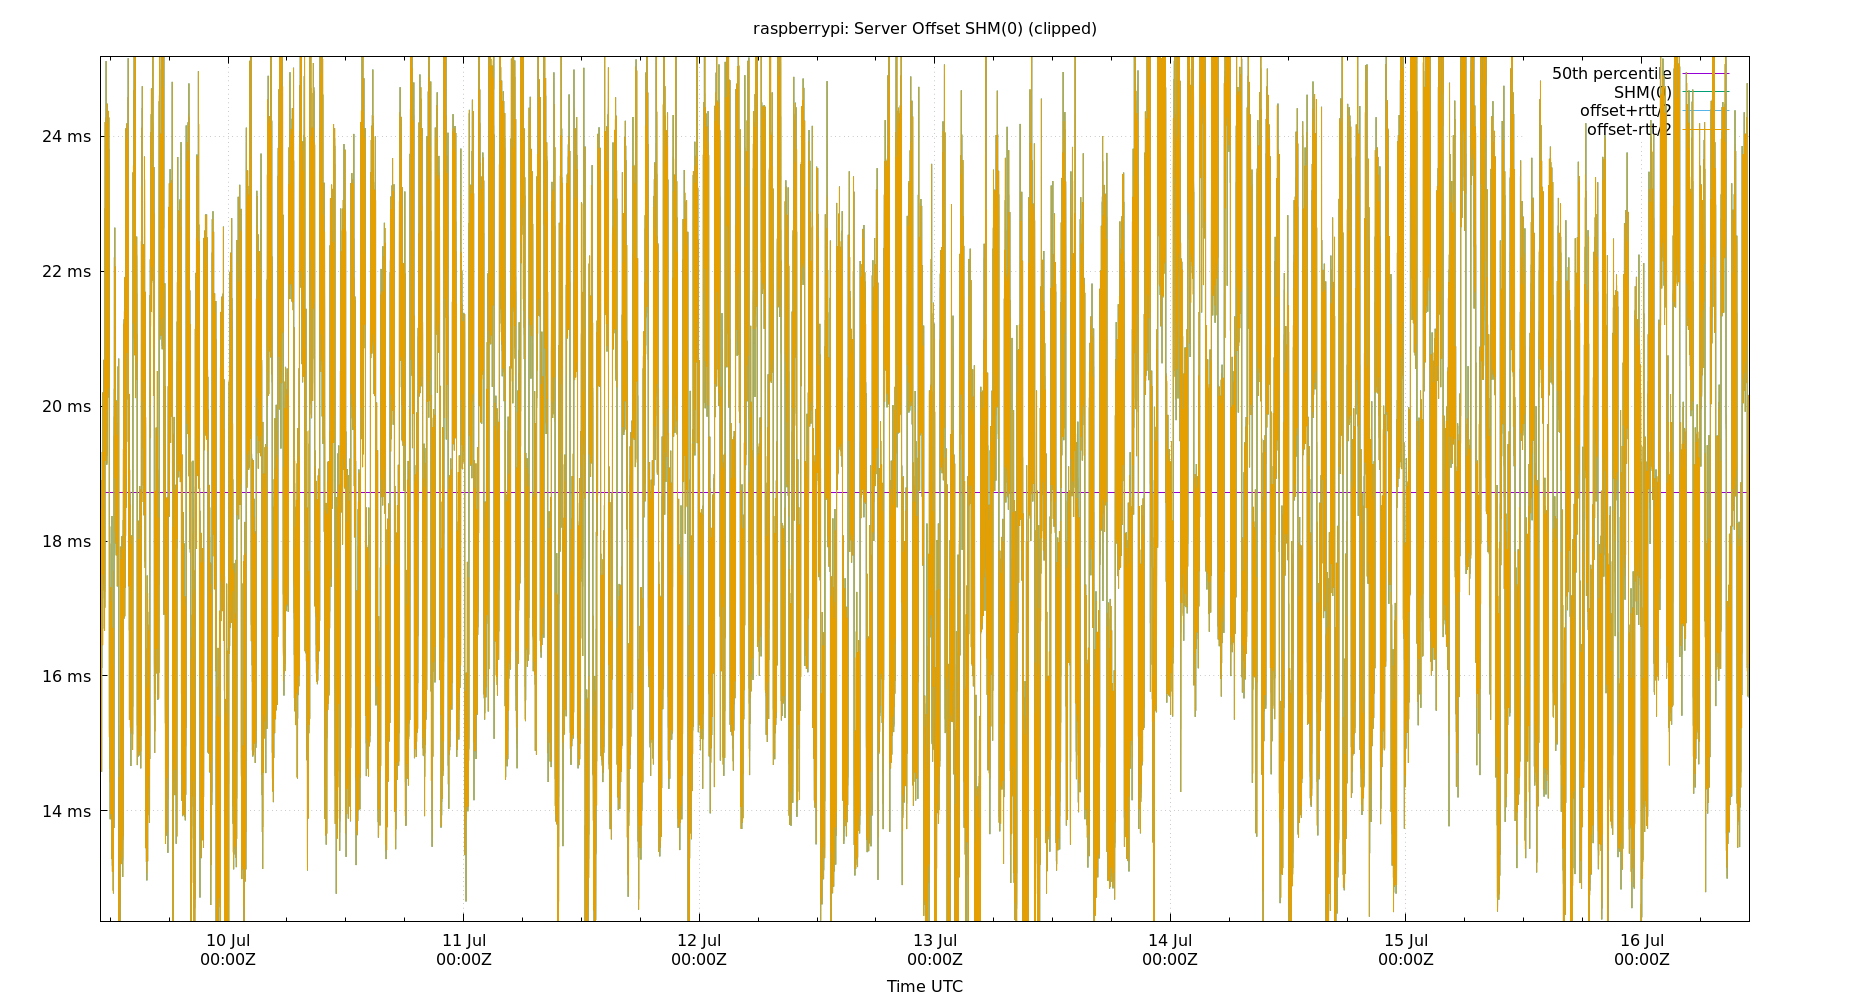 raspberrypi: Server Offset SHM(0) (clipped)
50th percentile
SHM(0)
offset+rtt/2
offset-rtt/2
24 ms
22 ms
20 ms
18 ms
16 ms
14 ms
10 Jul 11 Jul 12 Jul 13 Jul 14 Jul 15 Jul 16 Jul
00:00Z 00:00Z 00:00Z 00:00Z 00:00Z 00:00Z 00:00Z
Time UTC